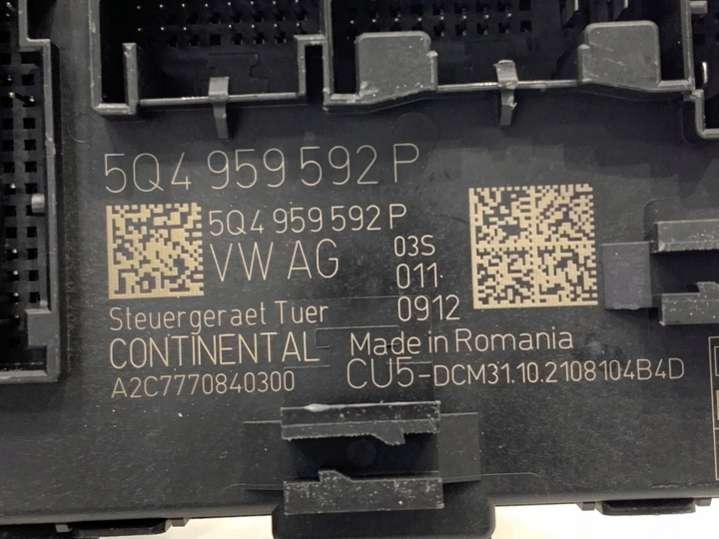 5Q4 959 592 P
5Q4 959 592 P
VW AG
03S
011
0912
Steuergeraet Tuer
CONTINENTAL
A2C7770840300
Made in Romania
CU5-DCM31.10.2108104B4D